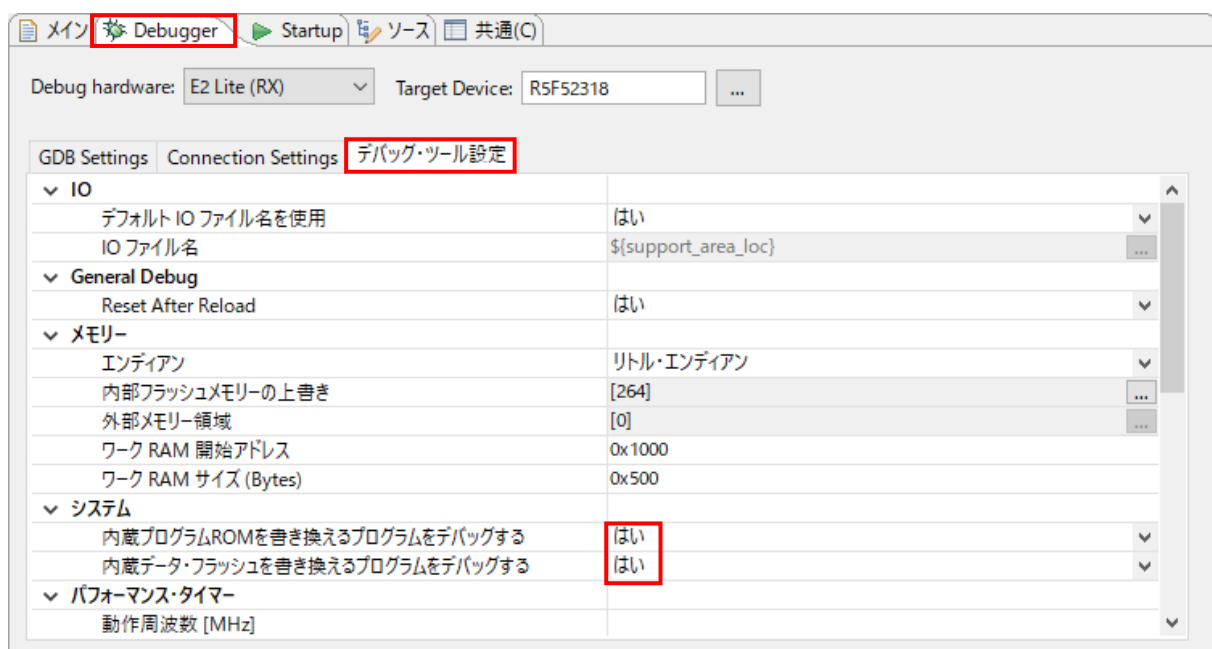 メイン Debugger Startup ソース 共通(C)
Debug hardware: E2 Lite (RX) Target Device: R5F52318 ...
GDB Settings Connection Settings デバッグ・ツール設定
IO
デフォルト IO ファイル名を使用 はい
IO ファイル名 ${support_area_loc} ...
General Debug
Reset After Reload はい
メモリー
エンディアン リトル・エンディアン
内部フラッシュメモリーの上書き [264] ...
外部メモリー領域 [0] ...
ワーク RAM 開始アドレス 0x1000
ワーク RAM サイズ (Bytes) 0x500
システム
内蔵プログラムROMを書き換えるプログラムをデバッグする はい
内蔵データ・フラッシュを書き換えるプログラムをデバッグする はい
パフォーマンス・タイマー
動作周波数 [MHz]